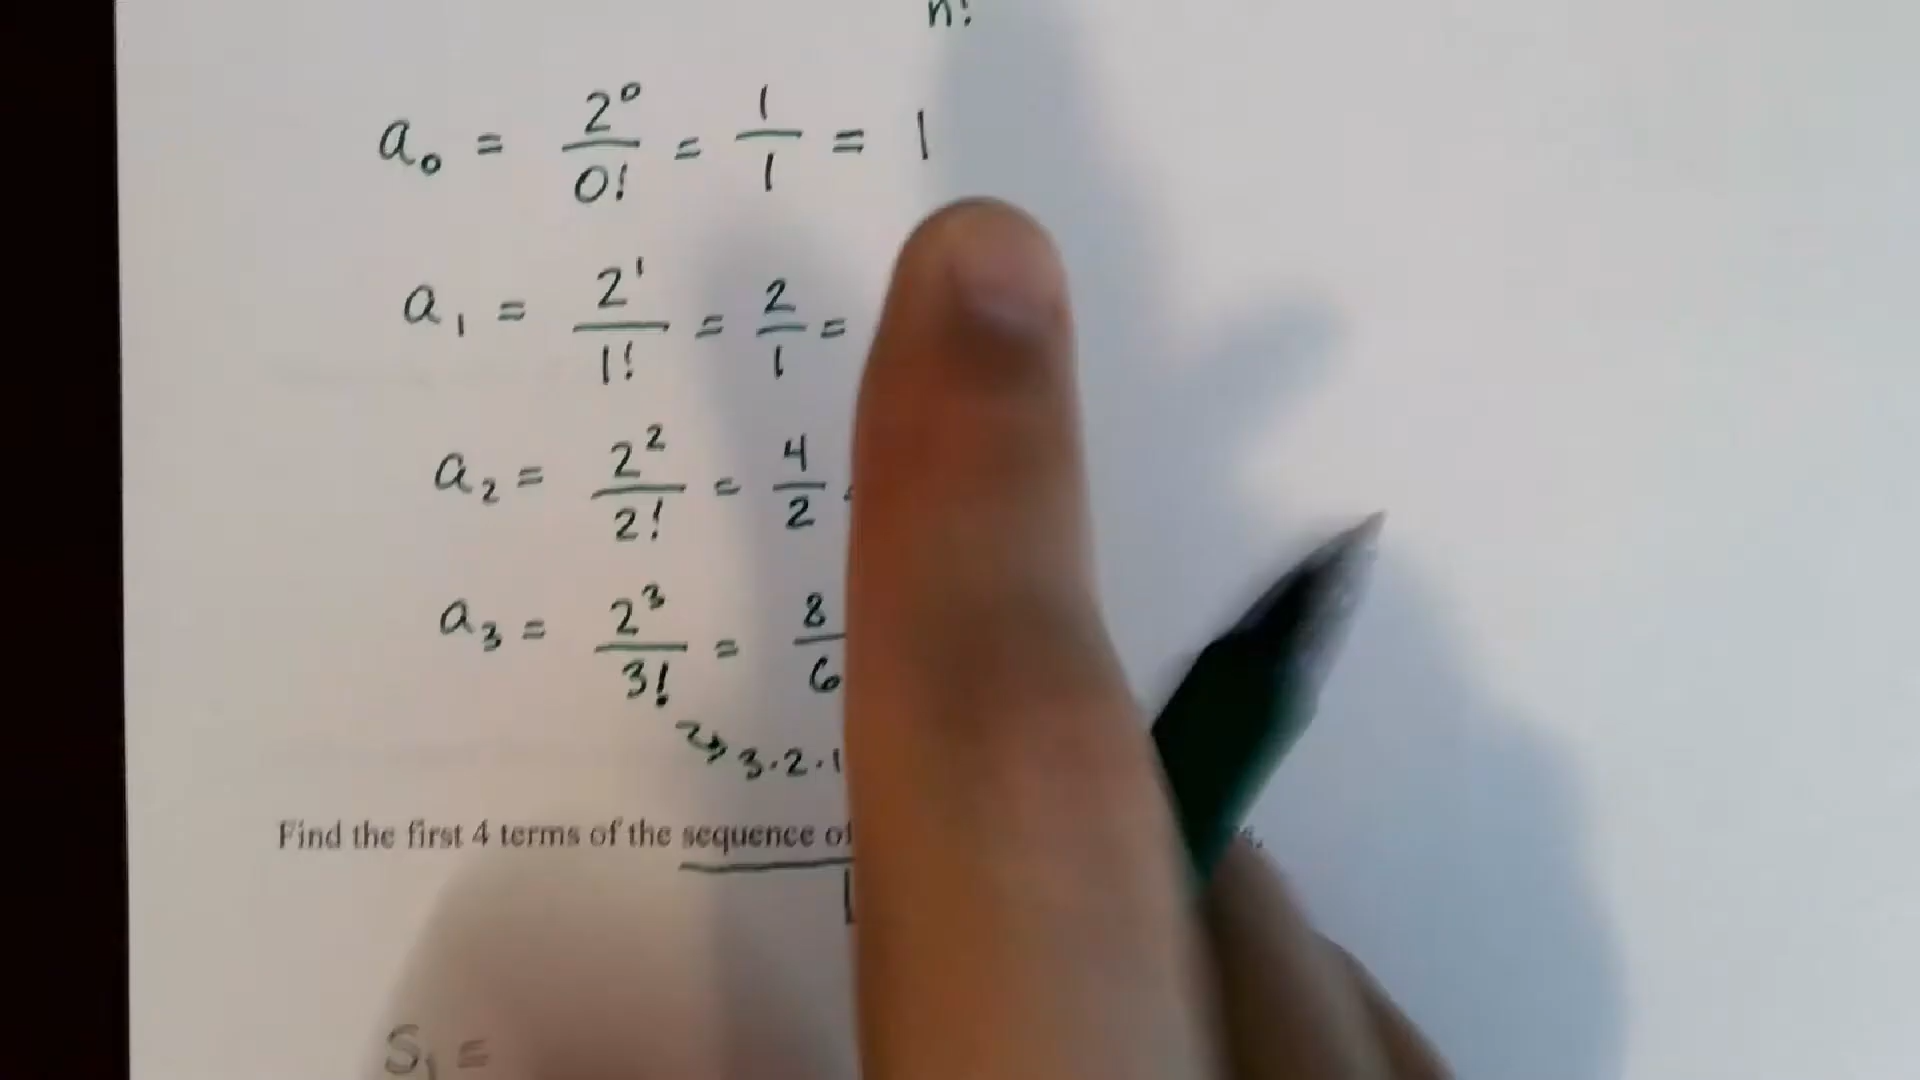 n!
a₀ = 2⁰/0! = 1/1 = 1
a₁ = 2¹/1! = 2/1 =
a₂ = 2²/2! = 4/2
a₃ = 2³/3! = 8/6
3·2·1
Find the first 4 terms of the sequence of
S₁ =